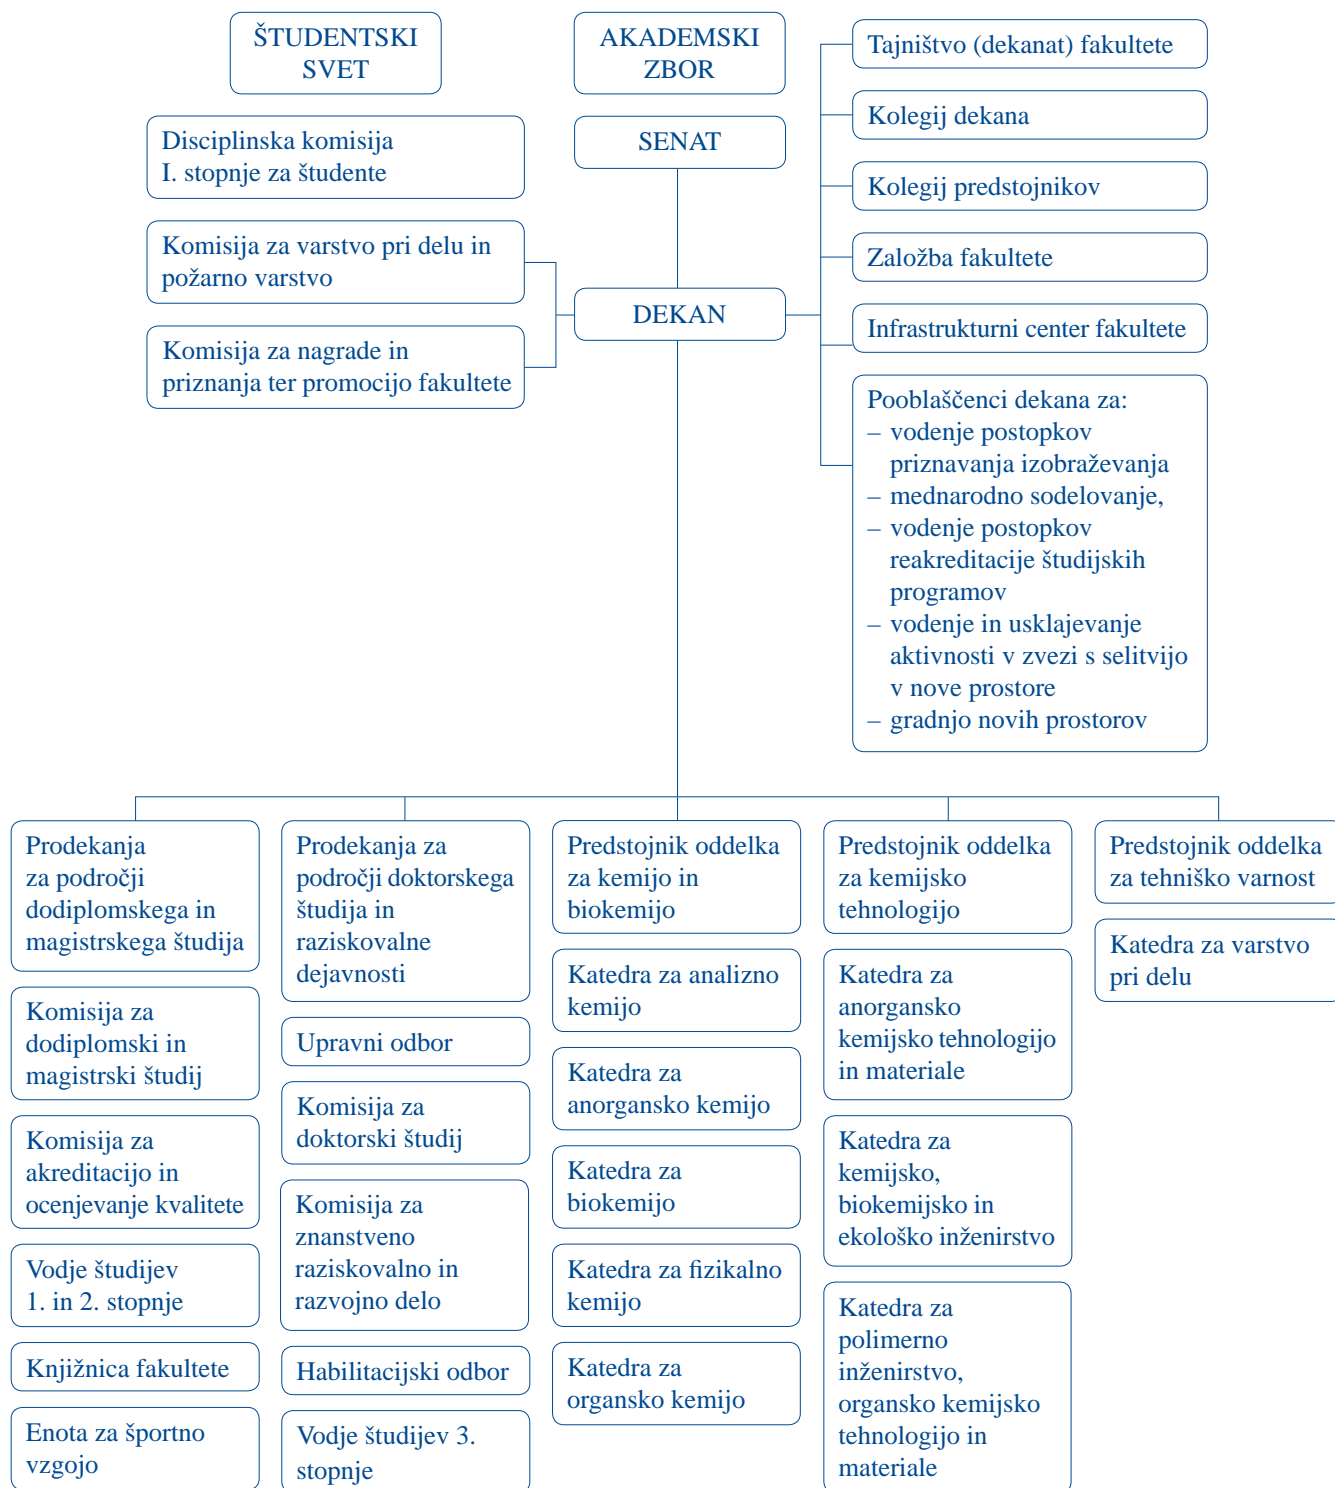 ŠTUDENTSKI
SVET
AKADEMSKI
ZBOR
Tajništvo (dekanat) fakultete
Disciplinska komisija
I. stopnje za študente
SENAT
Kolegij dekana
Kolegij predstojnikov
Komisija za varstvo pri delu in
požarno varstvo
Založba fakultete
DEKAN
Infrastrukturni center fakultete
Komisija za nagrade in
priznanja ter promocijo fakultete
Pooblaščenci dekana za:
– vodenje postopkov
priznavanja izobraževanja
– mednarodno sodelovanje,
– vodenje postopkov
reakreditacije študijskih
programov
– vodenje in usklajevanje
aktivnosti v zvezi s selitvijo
v nove prostore
– gradnjo novih prostorov
Prodekanja
za področji
dodiplomskega in
magistrskega študija
Komisija za
dodiplomski in
magistrski študij
Komisija za
akreditacijo in
ocenjevanje kvalitete
Vodje študijev
1. in 2. stopnje
Knjižnica fakultete
Enota za športno
vzgojo
Prodekanja za
področji doktorskega
študija in
raziskovalne
dejavnosti
Upravni odbor
Komisija za
doktorski študij
Komisija za
znanstveno
raziskovalno in
razvojno delo
Habilitacijski odbor
Vodje študijev 3.
stopnje
Predstojnik oddelka
za kemijo in
biokemijo
Katedra za analizno
kemijo
Katedra za
anorgansko kemijo
Katedra za
biokemijo
Katedra za fizikalno
kemijo
Katedra za
organsko kemijo
Predstojnik oddelka
za kemijsko
tehnologijo
Katedra za
anorgansko
kemijsko tehnologijo
in materiale
Katedra za
kemijsko,
biokemijsko in
ekološko inženirstvo
Katedra za
polimerno
inženirstvo,
organsko kemijsko
tehnologijo in
materiale
Predstojnik oddelka
za tehniško varnost
Katedra za varstvo
pri delu